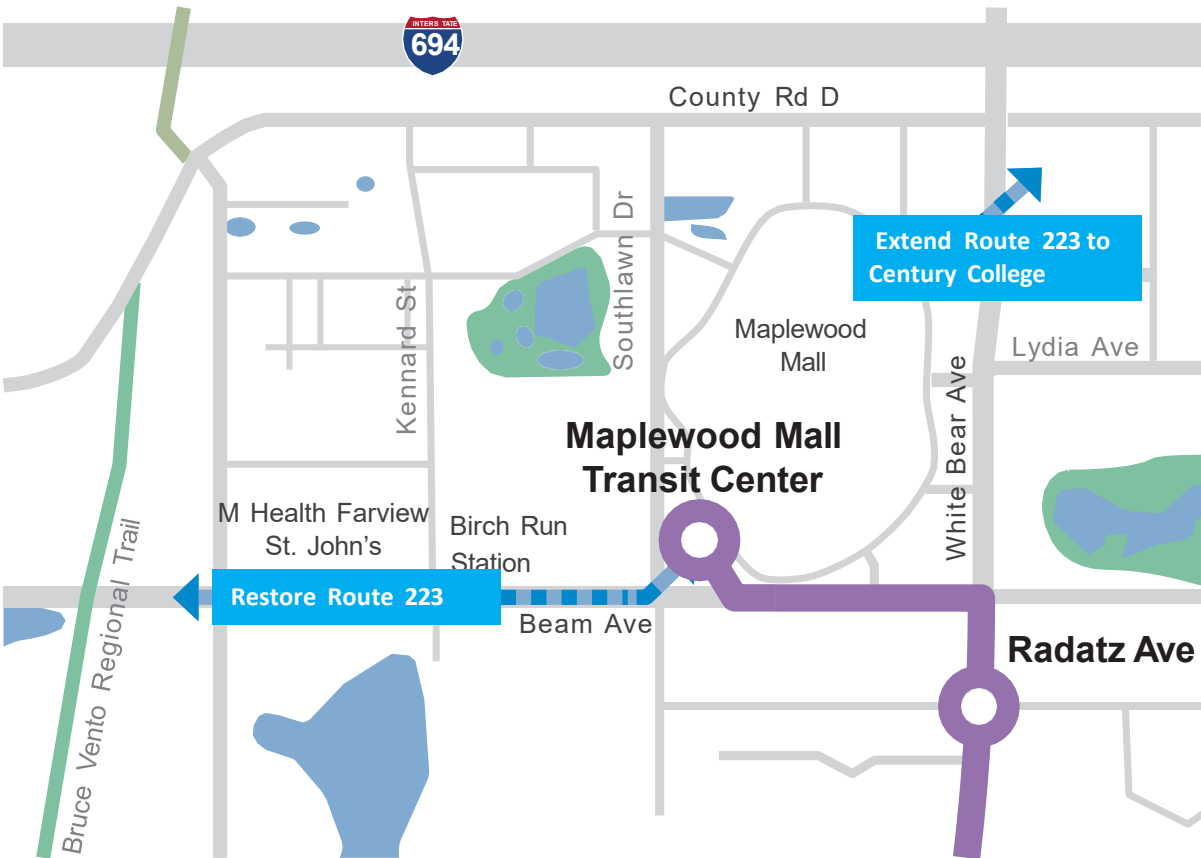 INTERS TATE
694
County Rd D
Southlawn Dr
Extend Route 223 to
Century College
Kennard St
Maplewood
Mall
Lydia Ave
White Bear Ave
Maplewood Mall
Transit Center
M Health Farview
St. John's
Birch Run
Station
Bruce Vento Regional Trail
Restore Route 223
Beam Ave
Radatz Ave